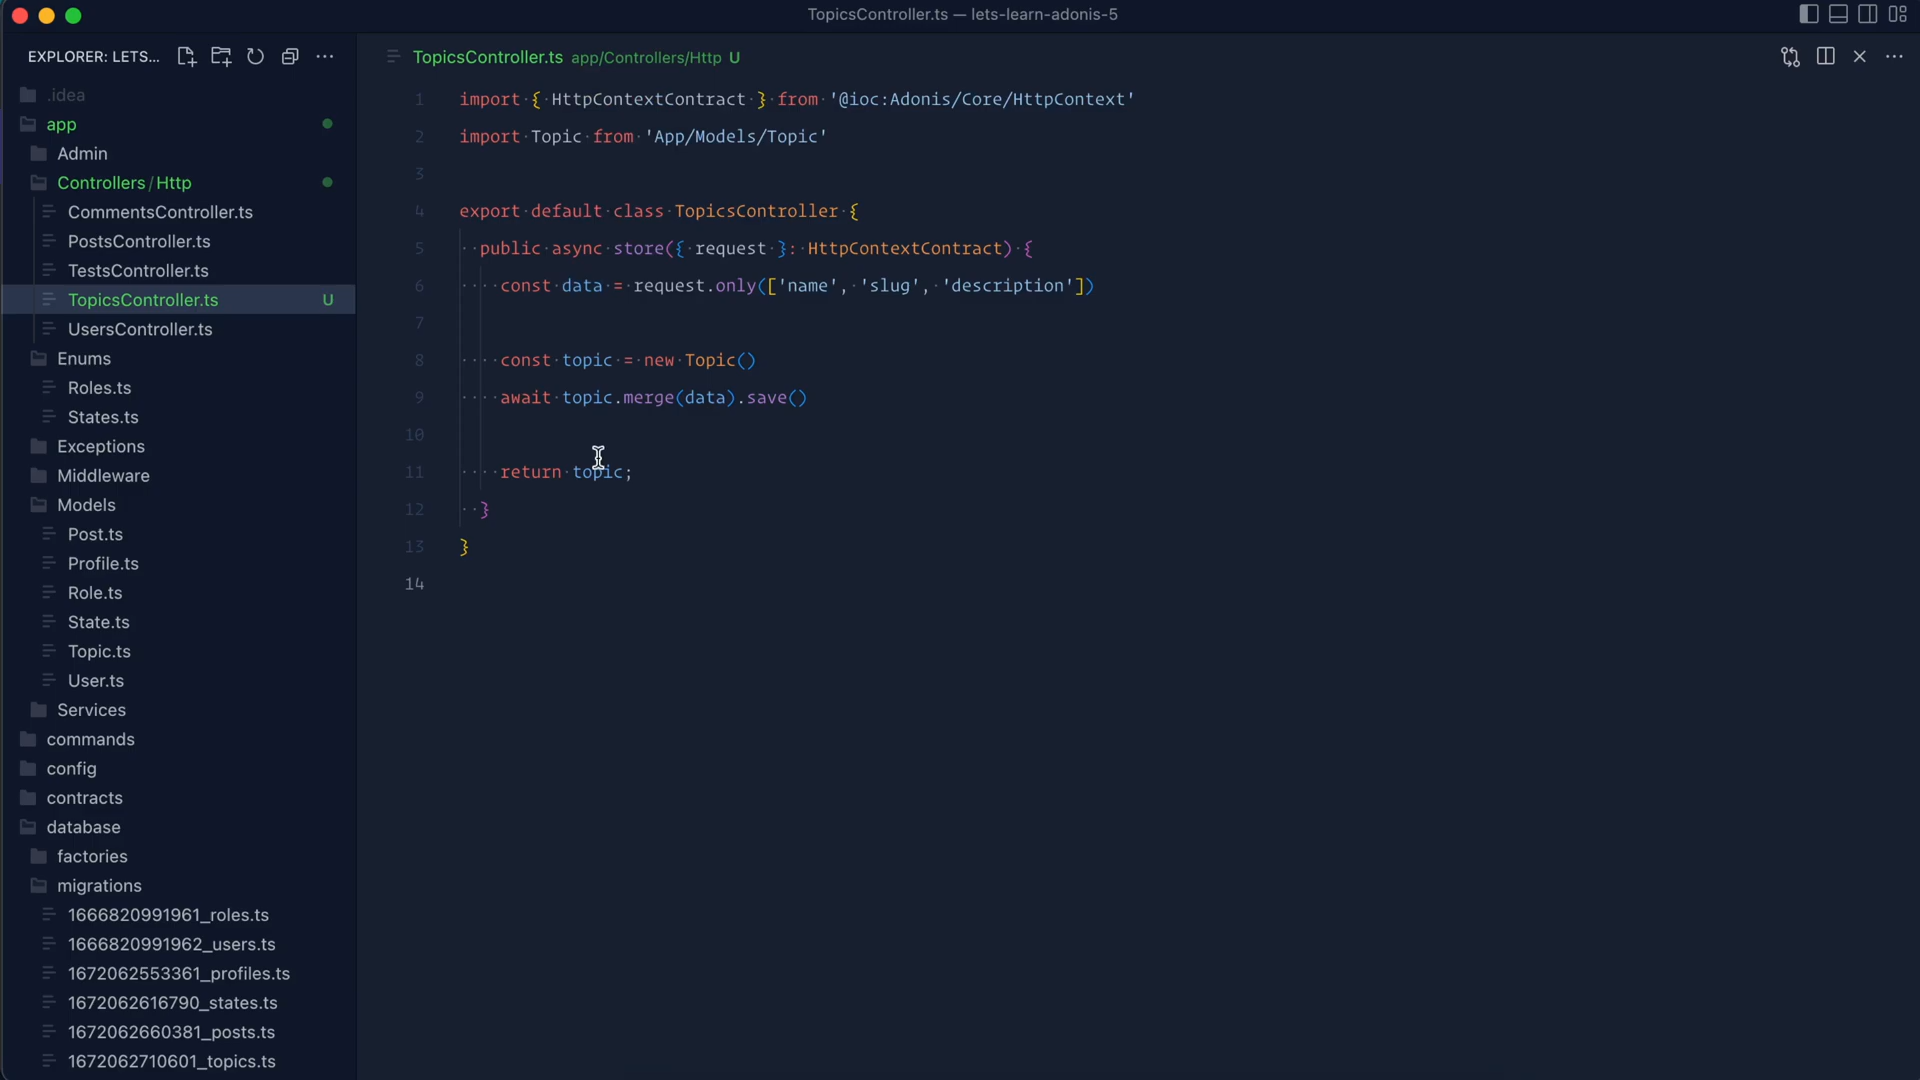 TopicsController.ts — lets-learn-adonis-5
EXPLORER: LETS...
.idea
app
Admin
Controllers / Http
CommentsController.ts
PostsController.ts
TestsController.ts
TopicsController.ts U
UsersController.ts
Enums
Roles.ts
States.ts
Exceptions
Middleware
Models
Post.ts
Profile.ts
Role.ts
State.ts
Topic.ts
User.ts
Services
commands
config
contracts
database
factories
migrations
1666820991961_roles.ts
1666820991962_users.ts
1672062553361_profiles.ts
1672062616790_states.ts
1672062660381_posts.ts
1672062710601_topics.ts
TopicsController.ts app/Controllers/Http U
1 import { HttpContextContract } from '@ioc:Adonis/Core/HttpContext'
2 import Topic from 'App/Models/Topic'
3
4 export default class TopicsController {
5 public async store({ request }: HttpContextContract) {
6 const data = request.only(['name', 'slug', 'description'])
7
8 const topic = new Topic()
9 await topic.merge(data).save()
10
11 return topic;
12 }
13 }
14